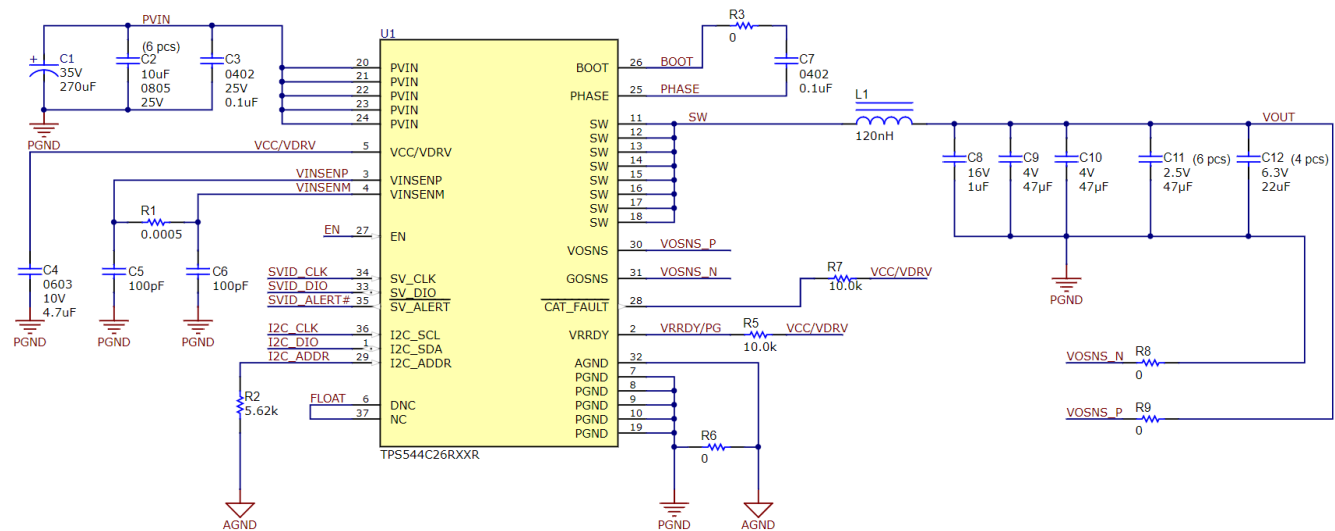 PVIN
C1
35V
270uF
(6 pcs)
C2
10uF
0805
25V
C3
0402
25V
0.1uF
+
PGND
U1
20 PVIN
21 PVIN
22 PVIN
23 PVIN
24 PVIN
VCC/VDRV 5 VCC/VDRV
VINSENP 3 VINSENP
VINSENM 4 VINSENM
R1
0.0005
EN 27 EN
C4
0603
10V
4.7uF
PGND
C5
100pF
PGND
C6
100pF
PGND
SVID_CLK 34 SV_CLK
SVID_DIO 33 SV_DIO
SVID_ALERT# 35 SV_ALERT
I2C_CLK 36 I2C_SCL
I2C_DIO 1 I2C_SDA
I2C_ADDR 29 I2C_ADDR
R2
5.62k
AGND
FLOAT 6 DNC
37 NC
TPS544C26RXXR
BOOT 26 BOOT
PHASE 25 PHASE
R3
0
C7
0402
0.1uF
SW 11 SW
SW 12
SW 13
SW 14
SW 15
SW 16
SW 17
SW 18
L1
120nH
VOUT
C8
16V
1uF
C9
4V
47µF
C10
4V
47µF
C11 (6 pcs)
2.5V
47µF
C12 (4 pcs)
6.3V
22uF
PGND
VOSNS 30 VOSNS_P
GOSNS 31 VOSNS_N
CAT_FAULT 28
R7
10.0k
VCC/VDRV
VRRDY 2 VRRDY/PG
R5
10.0k
VCC/VDRV
AGND 32
PGND 7
PGND 8
PGND 9
PGND 10
PGND 19
R6
0
PGND
AGND
VOSNS_N
R8
0
VOSNS_P
R9
0